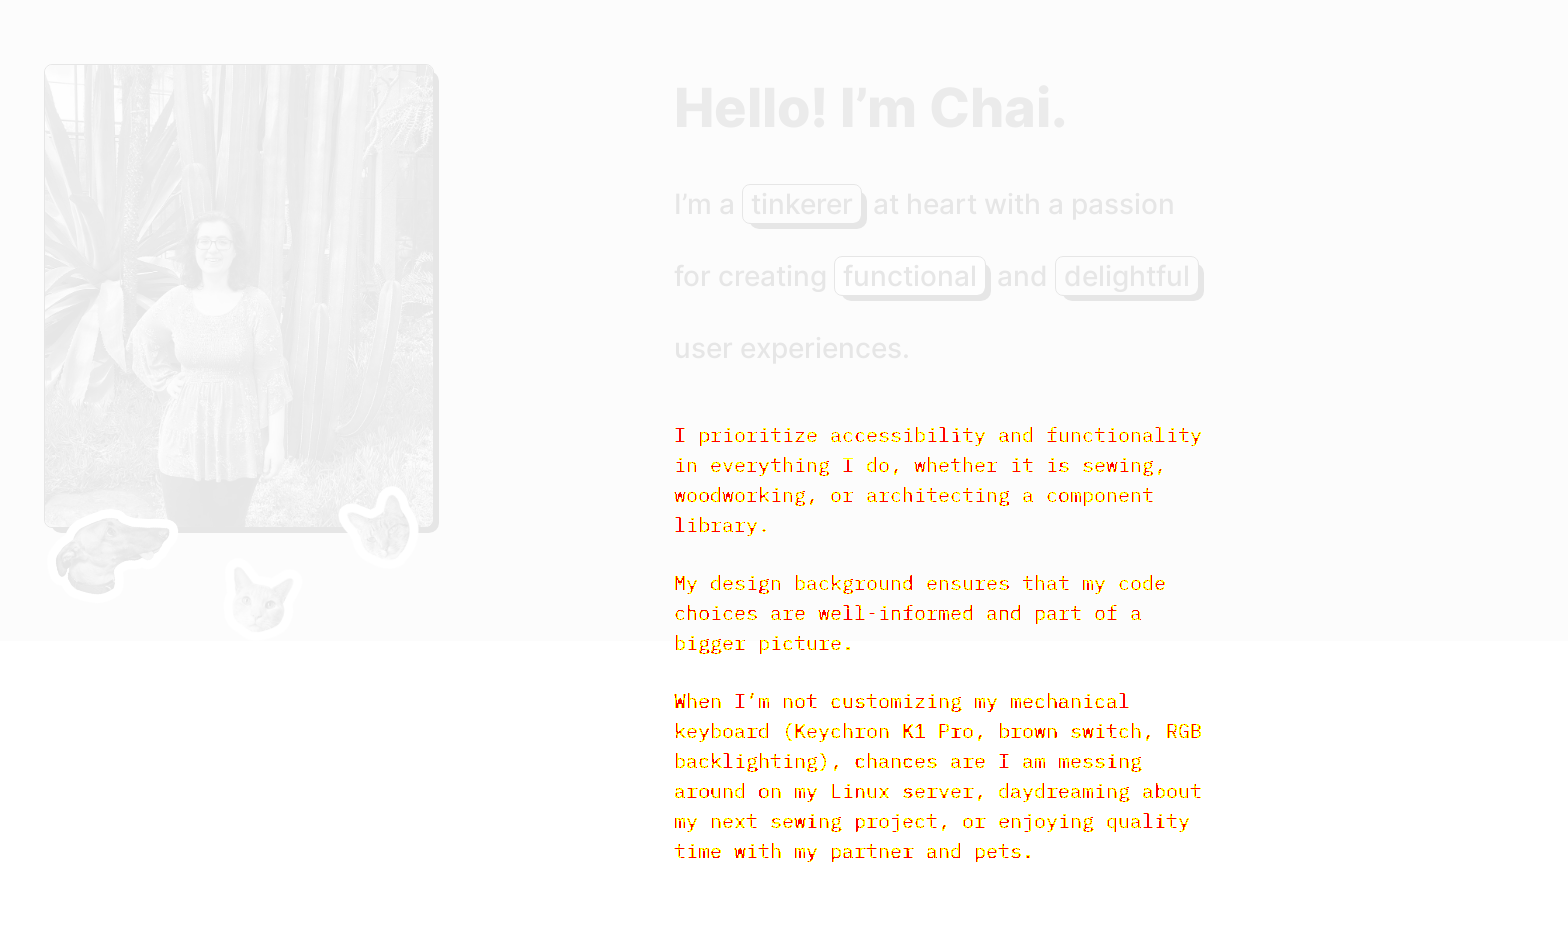 Hello! I’m Chai.
I’m a tinkerer at heart with a passion
for creating functional and delightful
user experiences.
I prioritize accessibility and functionality
in everything I do, whether it is sewing,
woodworking, or architecting a component
library.
My design background ensures that my code
choices are well-informed and part of a
bigger picture.
When I’m not customizing my mechanical
keyboard (Keychron K1 Pro, brown switch, RGB
backlighting), chances are I am messing
around on my Linux server, daydreaming about
my next sewing project, or enjoying quality
time with my partner and pets.